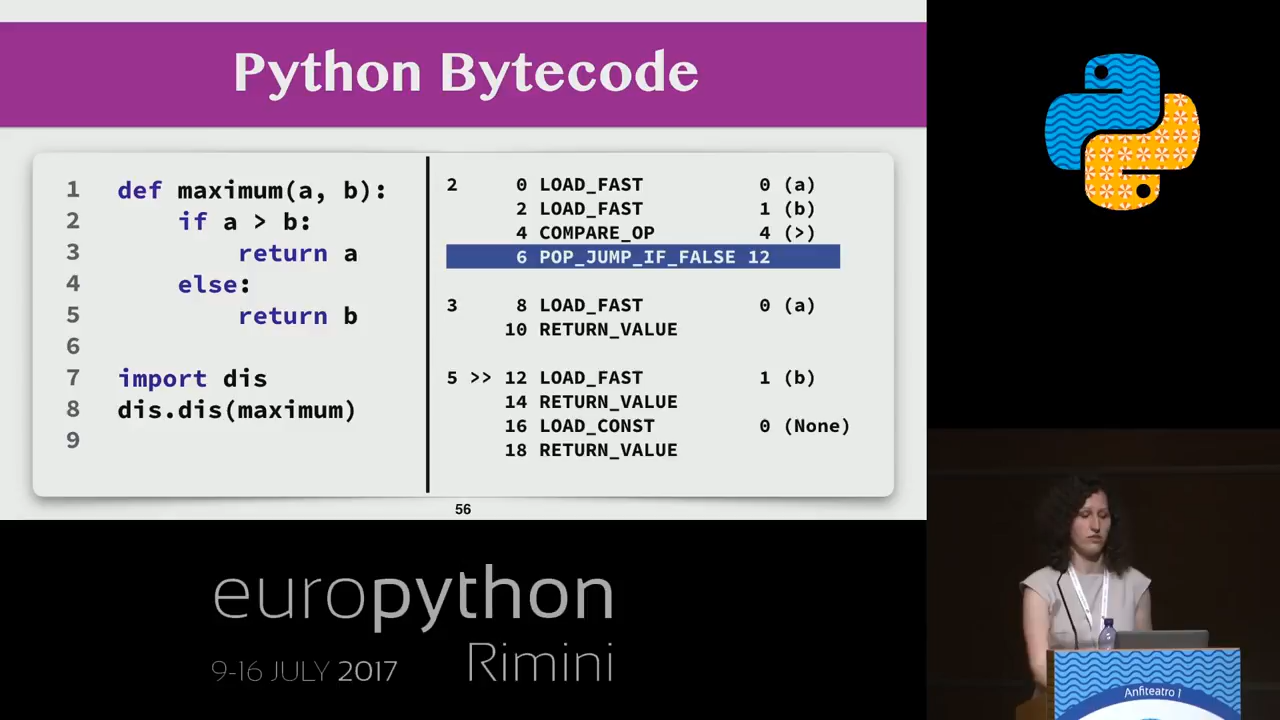 Python Bytecode
1 def maximum(a, b):
2 if a > b:
3 return a
4 else:
5 return b
6
7 import dis
8 dis.dis(maximum)
9
2 0 LOAD_FAST 0 (a)
2 LOAD_FAST 1 (b)
4 COMPARE_OP 4 (>)
6 POP_JUMP_IF_FALSE 12
3 8 LOAD_FAST 0 (a)
10 RETURN_VALUE
5 >> 12 LOAD_FAST 1 (b)
14 RETURN_VALUE
16 LOAD_CONST 0 (None)
18 RETURN_VALUE
56
europython
9-16 JULY 2017 Rimini
Anfiteatro 1